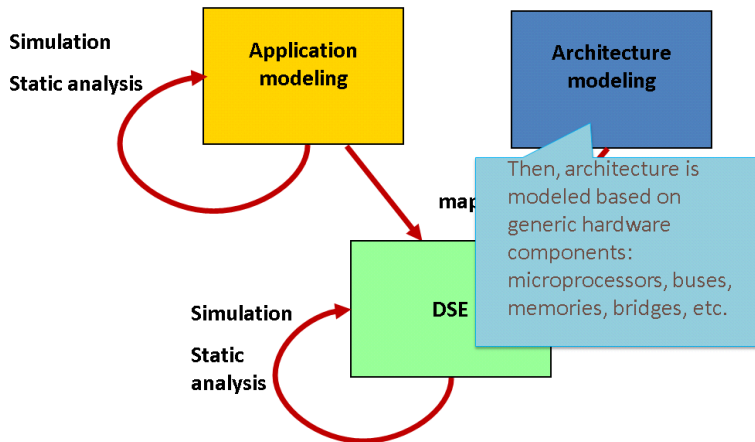 Simulation
Static analysis
Application
modeling
Architecture
modeling
Then, architecture is
modeled based on
generic hardware
components:
microprocessors, buses,
memories, bridges, etc.
map
DSE
Simulation
Static
analysis